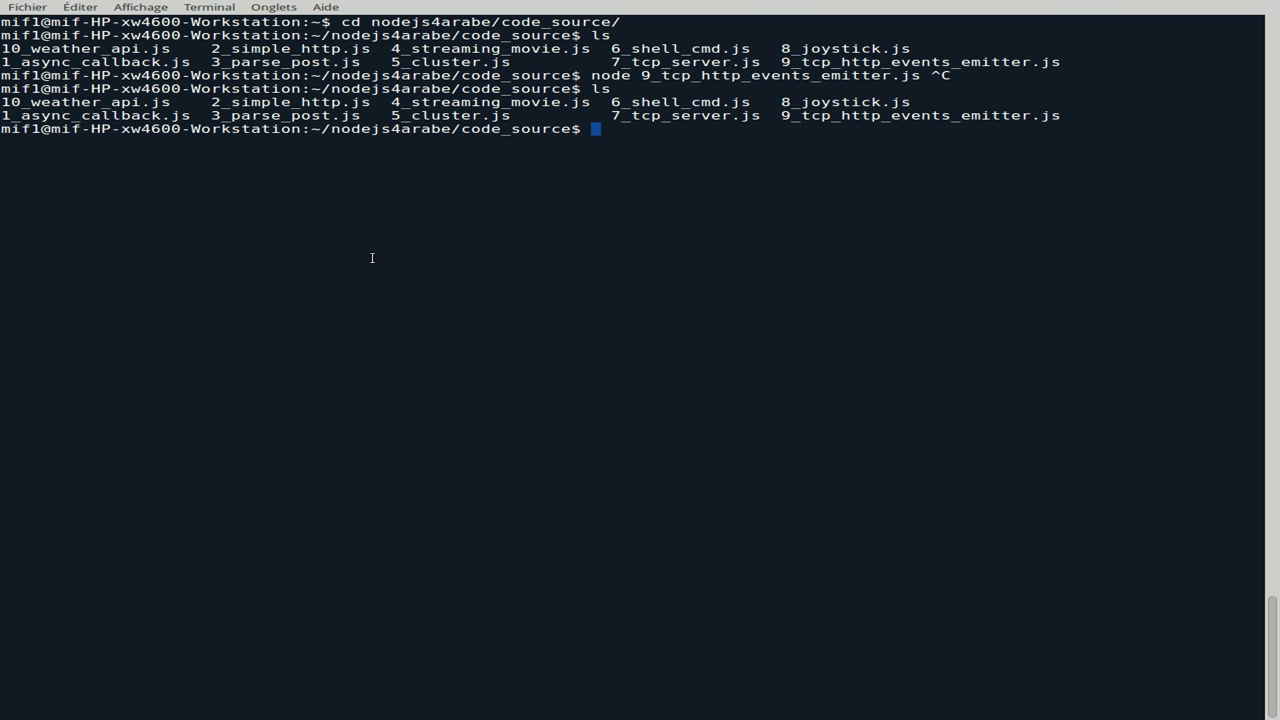 Fichier Éditer Affichage Terminal Onglets Aide
mif1@mif-HP-xw4600-Workstation:~$ cd nodejs4arabe/code_source/
mif1@mif-HP-xw4600-Workstation:~/nodejs4arabe/code_source$ ls
10_weather_api.js 2_simple_http.js 4_streaming_movie.js 6_shell_cmd.js 8_joystick.js
1_async_callback.js 3_parse_post.js 5_cluster.js 7_tcp_server.js 9_tcp_http_events_emitter.js
mif1@mif-HP-xw4600-Workstation:~/nodejs4arabe/code_source$ node 9_tcp_http_events_emitter.js ^C
mif1@mif-HP-xw4600-Workstation:~/nodejs4arabe/code_source$ ls
10_weather_api.js 2_simple_http.js 4_streaming_movie.js 6_shell_cmd.js 8_joystick.js
1_async_callback.js 3_parse_post.js 5_cluster.js 7_tcp_server.js 9_tcp_http_events_emitter.js
mif1@mif-HP-xw4600-Workstation:~/nodejs4arabe/code_source$